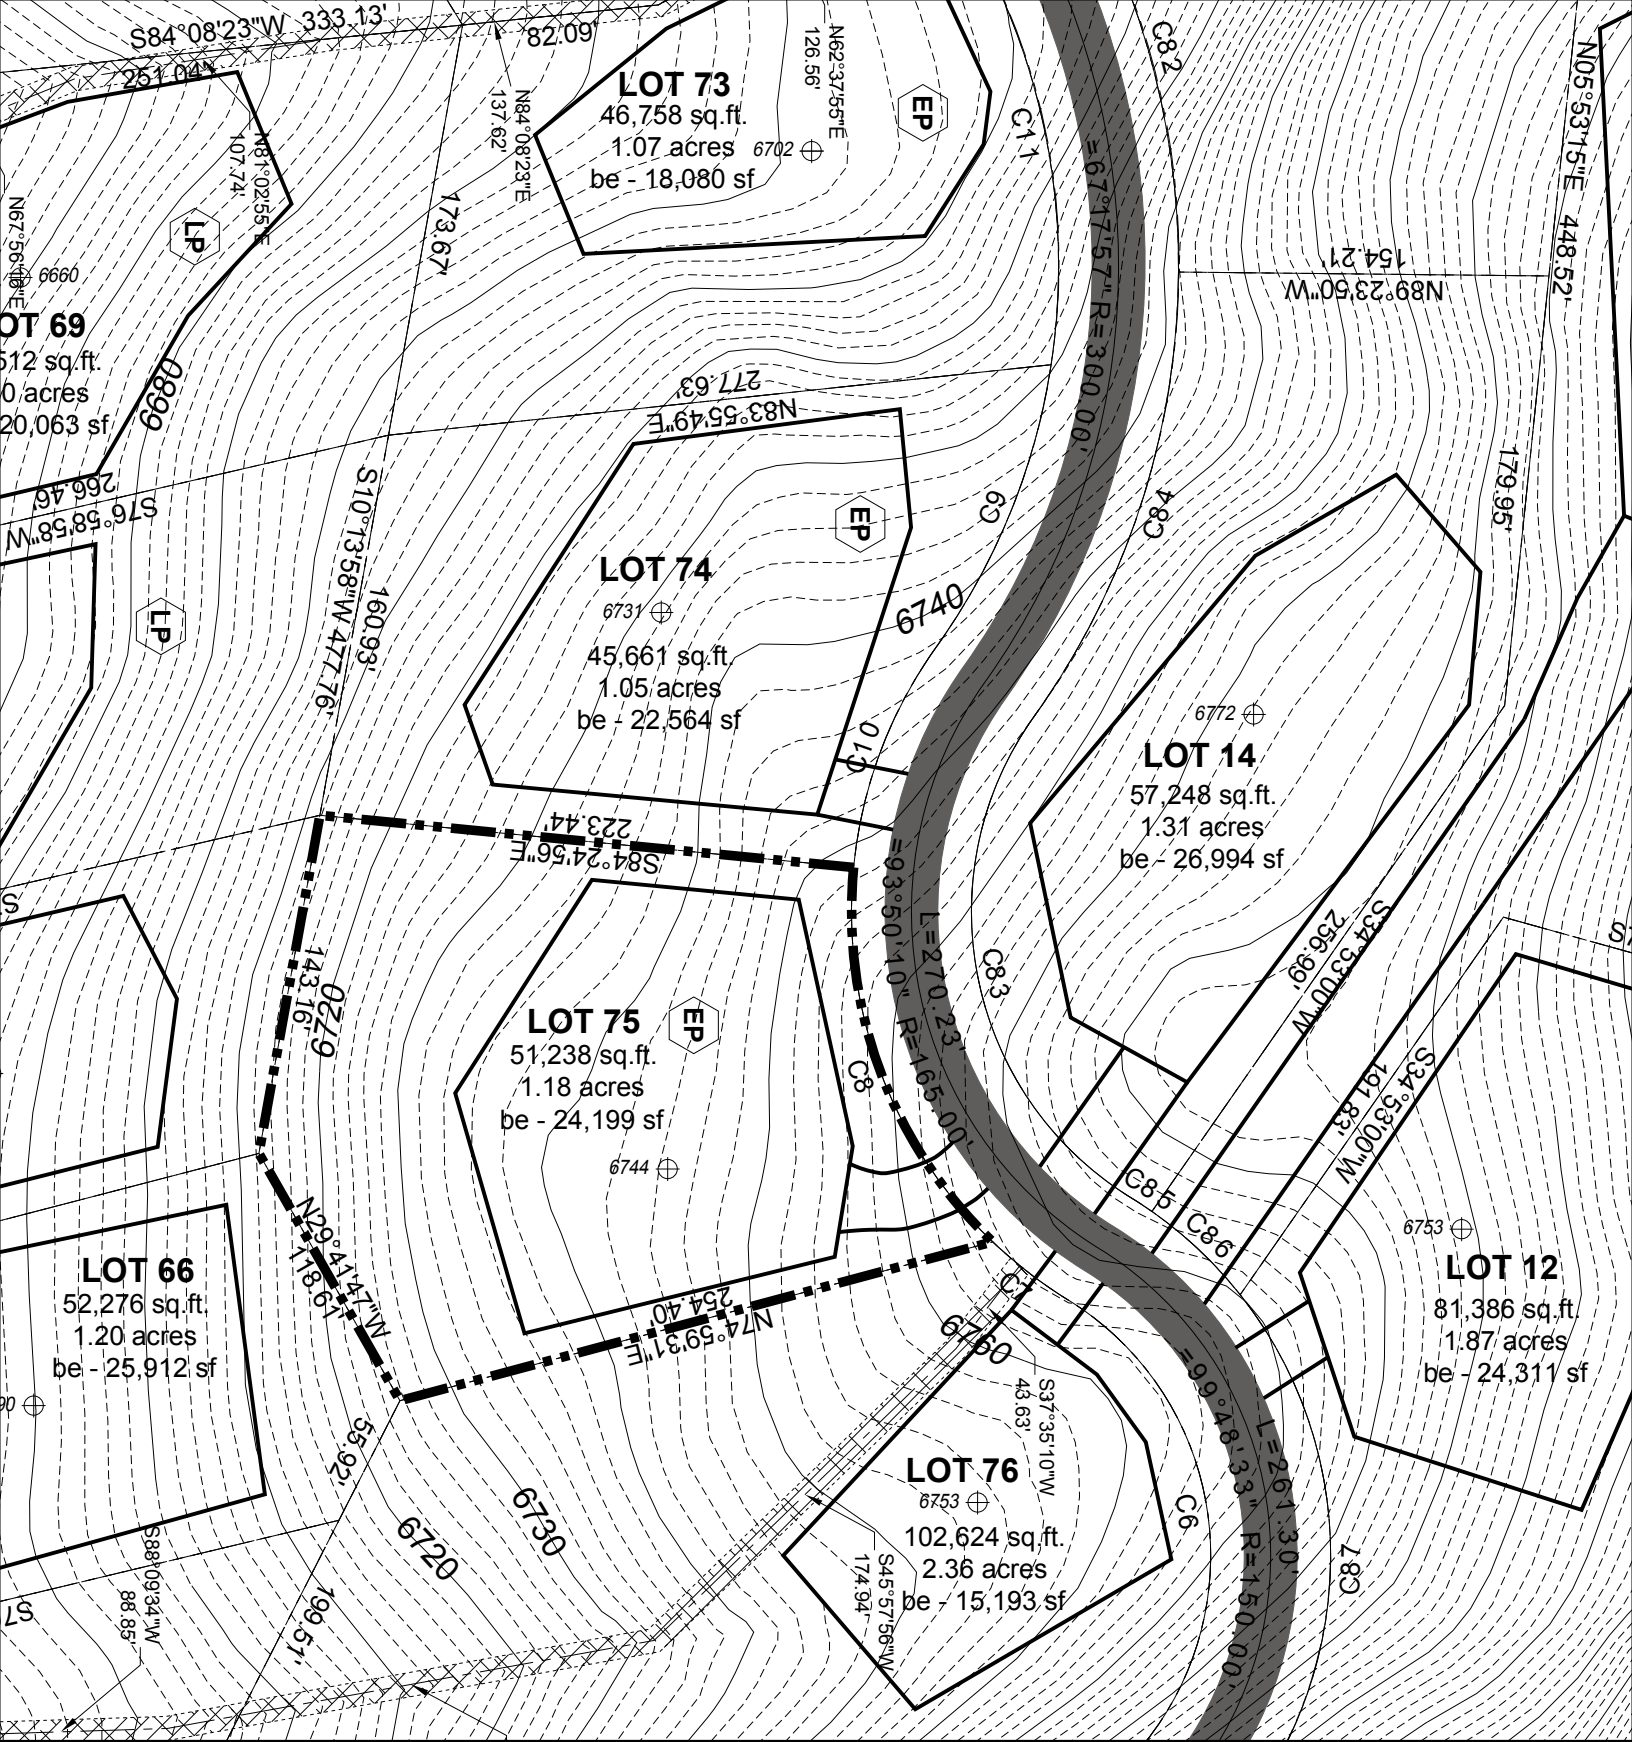 S84°08'23"W 333.13'
82.09'
251.04'
N81°02'55"E
107.74'
N84°08'23"E
137.62'
173.67'
LOT 73
46,758 sq.ft.
1.07 acres
be - 18,080 sf
6702
N62°37'55"E
126.56'
EP
C11
C82
N05°53'15"E 448.52'
154.21'
N89°23'50"W
LP
6660
OT 69
512 sq.ft.
0 acres
20,063 sf
6680
266.46'
S76°58'58"W
LP
S10°13'58"W 477.76'
160.93'
277.63'
N83°55'49"E
=67°17'57" R=300.00'
EP
LOT 74
6731
45,661 sq.ft.
1.05 acres
be - 22,564 sf
6740
C9
C84
C10
179.95'
6772
LOT 14
57,248 sq.ft.
1.31 acres
be - 26,994 sf
223.44'
S84°24'56"E
=93°50'10" R=165.00'
L=270.23'
C83
256.99'
S34°53'00"W
143.16'
6720
LOT 75
51,238 sq.ft.
1.18 acres
be - 24,199 sf
EP
6744
C8
S34°53'00"W
191.83'
C85
C86
N29°41'47"W
118.61'
254.40'
N74°59'31"E
C7
6760
LOT 66
52,276 sq.ft.
1.20 acres
be - 25,912 sf
90
6753
LOT 12
81,386 sq.ft.
1.87 acres
be - 24,311 sf
S37°35'10"W
43.63'
=99°48'33" R=150.00'
L=261.30'
C6
C87
55.92'
6720
6730
LOT 76
6753
102,624 sq.ft.
2.36 acres
be - 15,193 sf
S45°57'56"W
174.94'
S88°09'34"W
88.85'
199.51'
S7